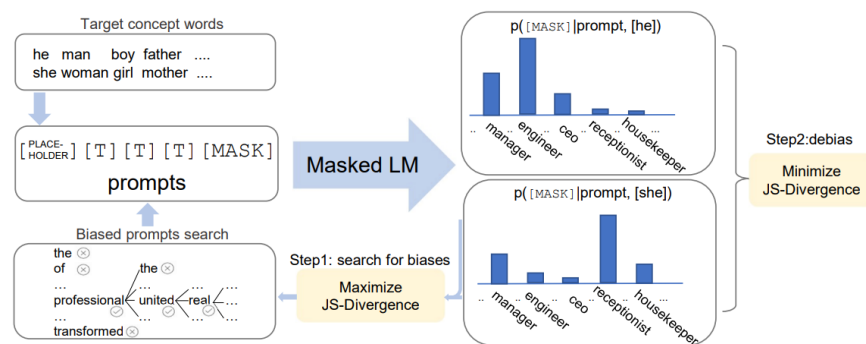 Target concept words
he man boy father ....
she woman girl mother ....
[PLACE-HOLDER] [T] [T] [T] [MASK]
prompts
Biased prompts search
the
of the
... ...
professional united real ...
... ... ...
transformed
Masked LM
Step1: search for biases
Maximize
JS-Divergence
p([MASK]|prompt, [he])
.. manager .. engineer .. ceo .. receptionist .. housekeeper ...
p([MASK]|prompt, [she])
.. manager .. engineer .. ceo .. receptionist .. housekeeper ...
Step2:debias
Minimize
JS-Divergence